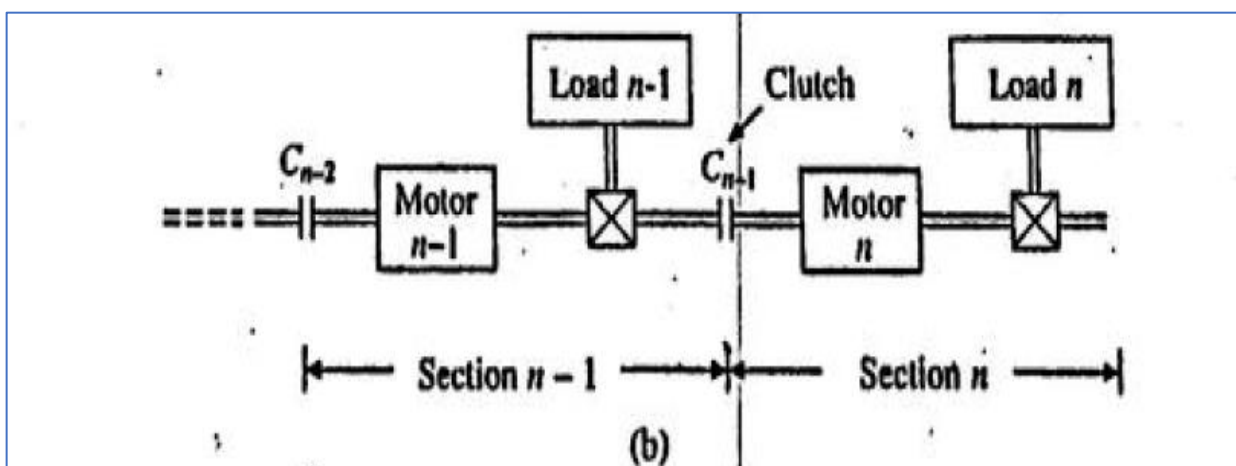 Load n-1
Clutch
Load n
C_{n-2}
Motor
n-1
C_{n-1}
Motor
n
Section n - 1
Section n
(b)